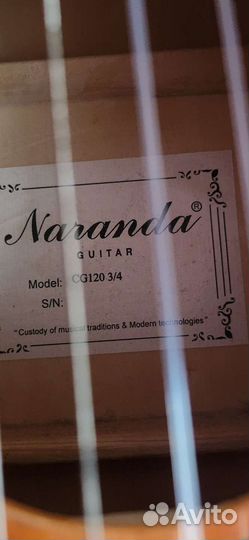 Naranda®
GUITAR
Model: CG120 3/4
S/N:
"Custody of musical traditions & Modern technologies"
Avito